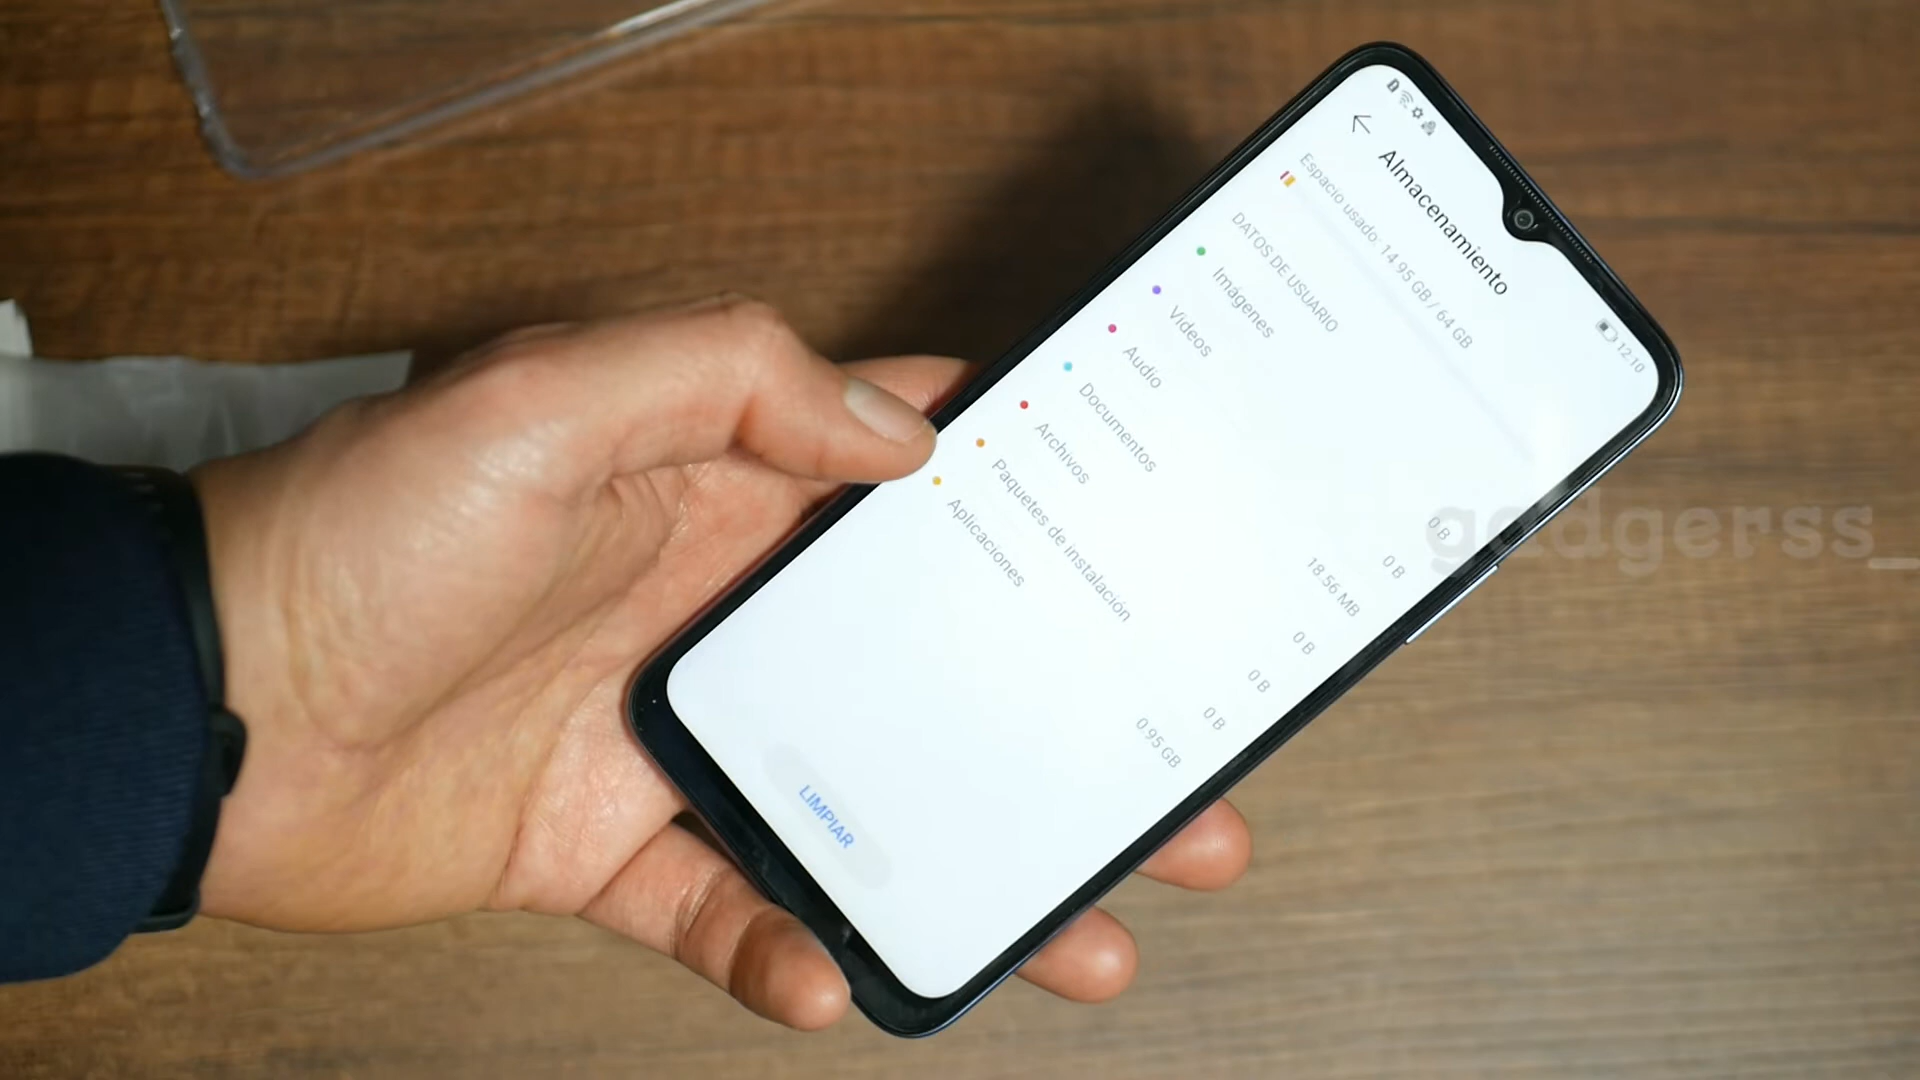 12:10
Almacenamiento
Espacio usado: 14.95 GB / 64 GB
DATOS DE USUARIO
Imágenes 0 B
Videos 0 B
Audio 18.56 MB
Documentos 0 B
Archivos 0 B
Paquetes de instalación 0 B
Aplicaciones 0.95 GB
LIMPIAR
gadgerss_